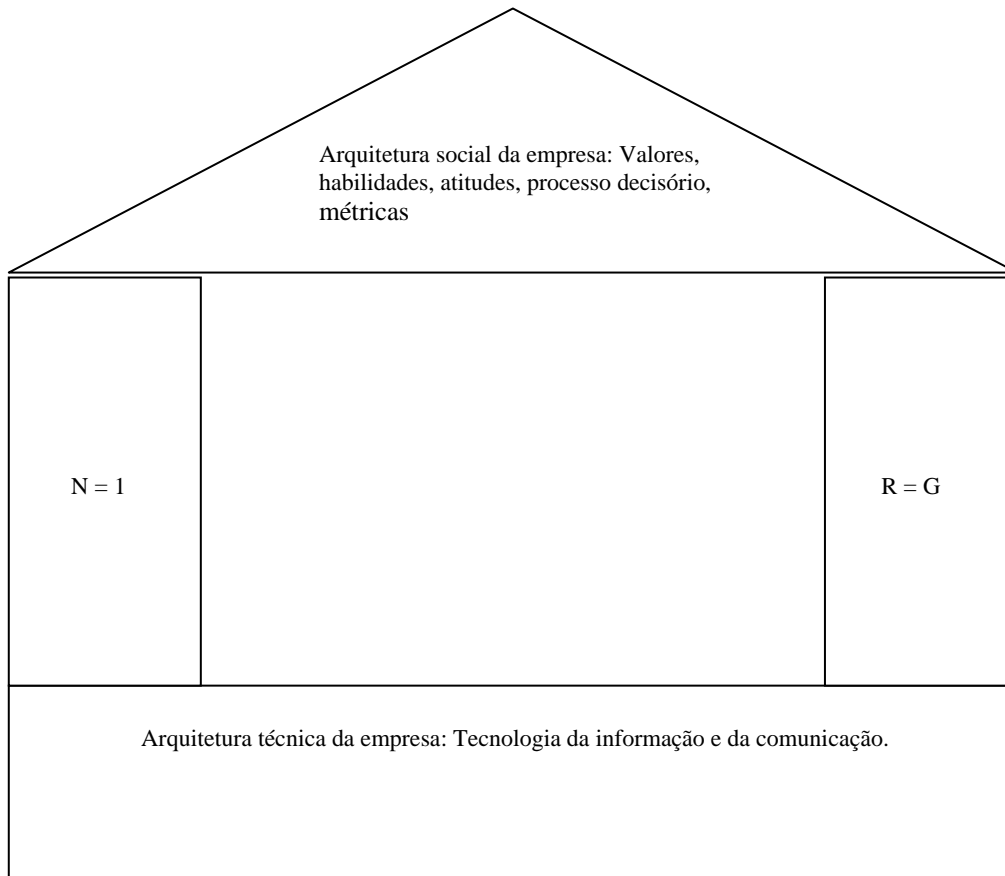 Arquitetura social da empresa: Valores,
habilidades, atitudes, processo decisório,
métricas
N = 1
R = G
Arquitetura técnica da empresa: Tecnologia da informação e da comunicação.